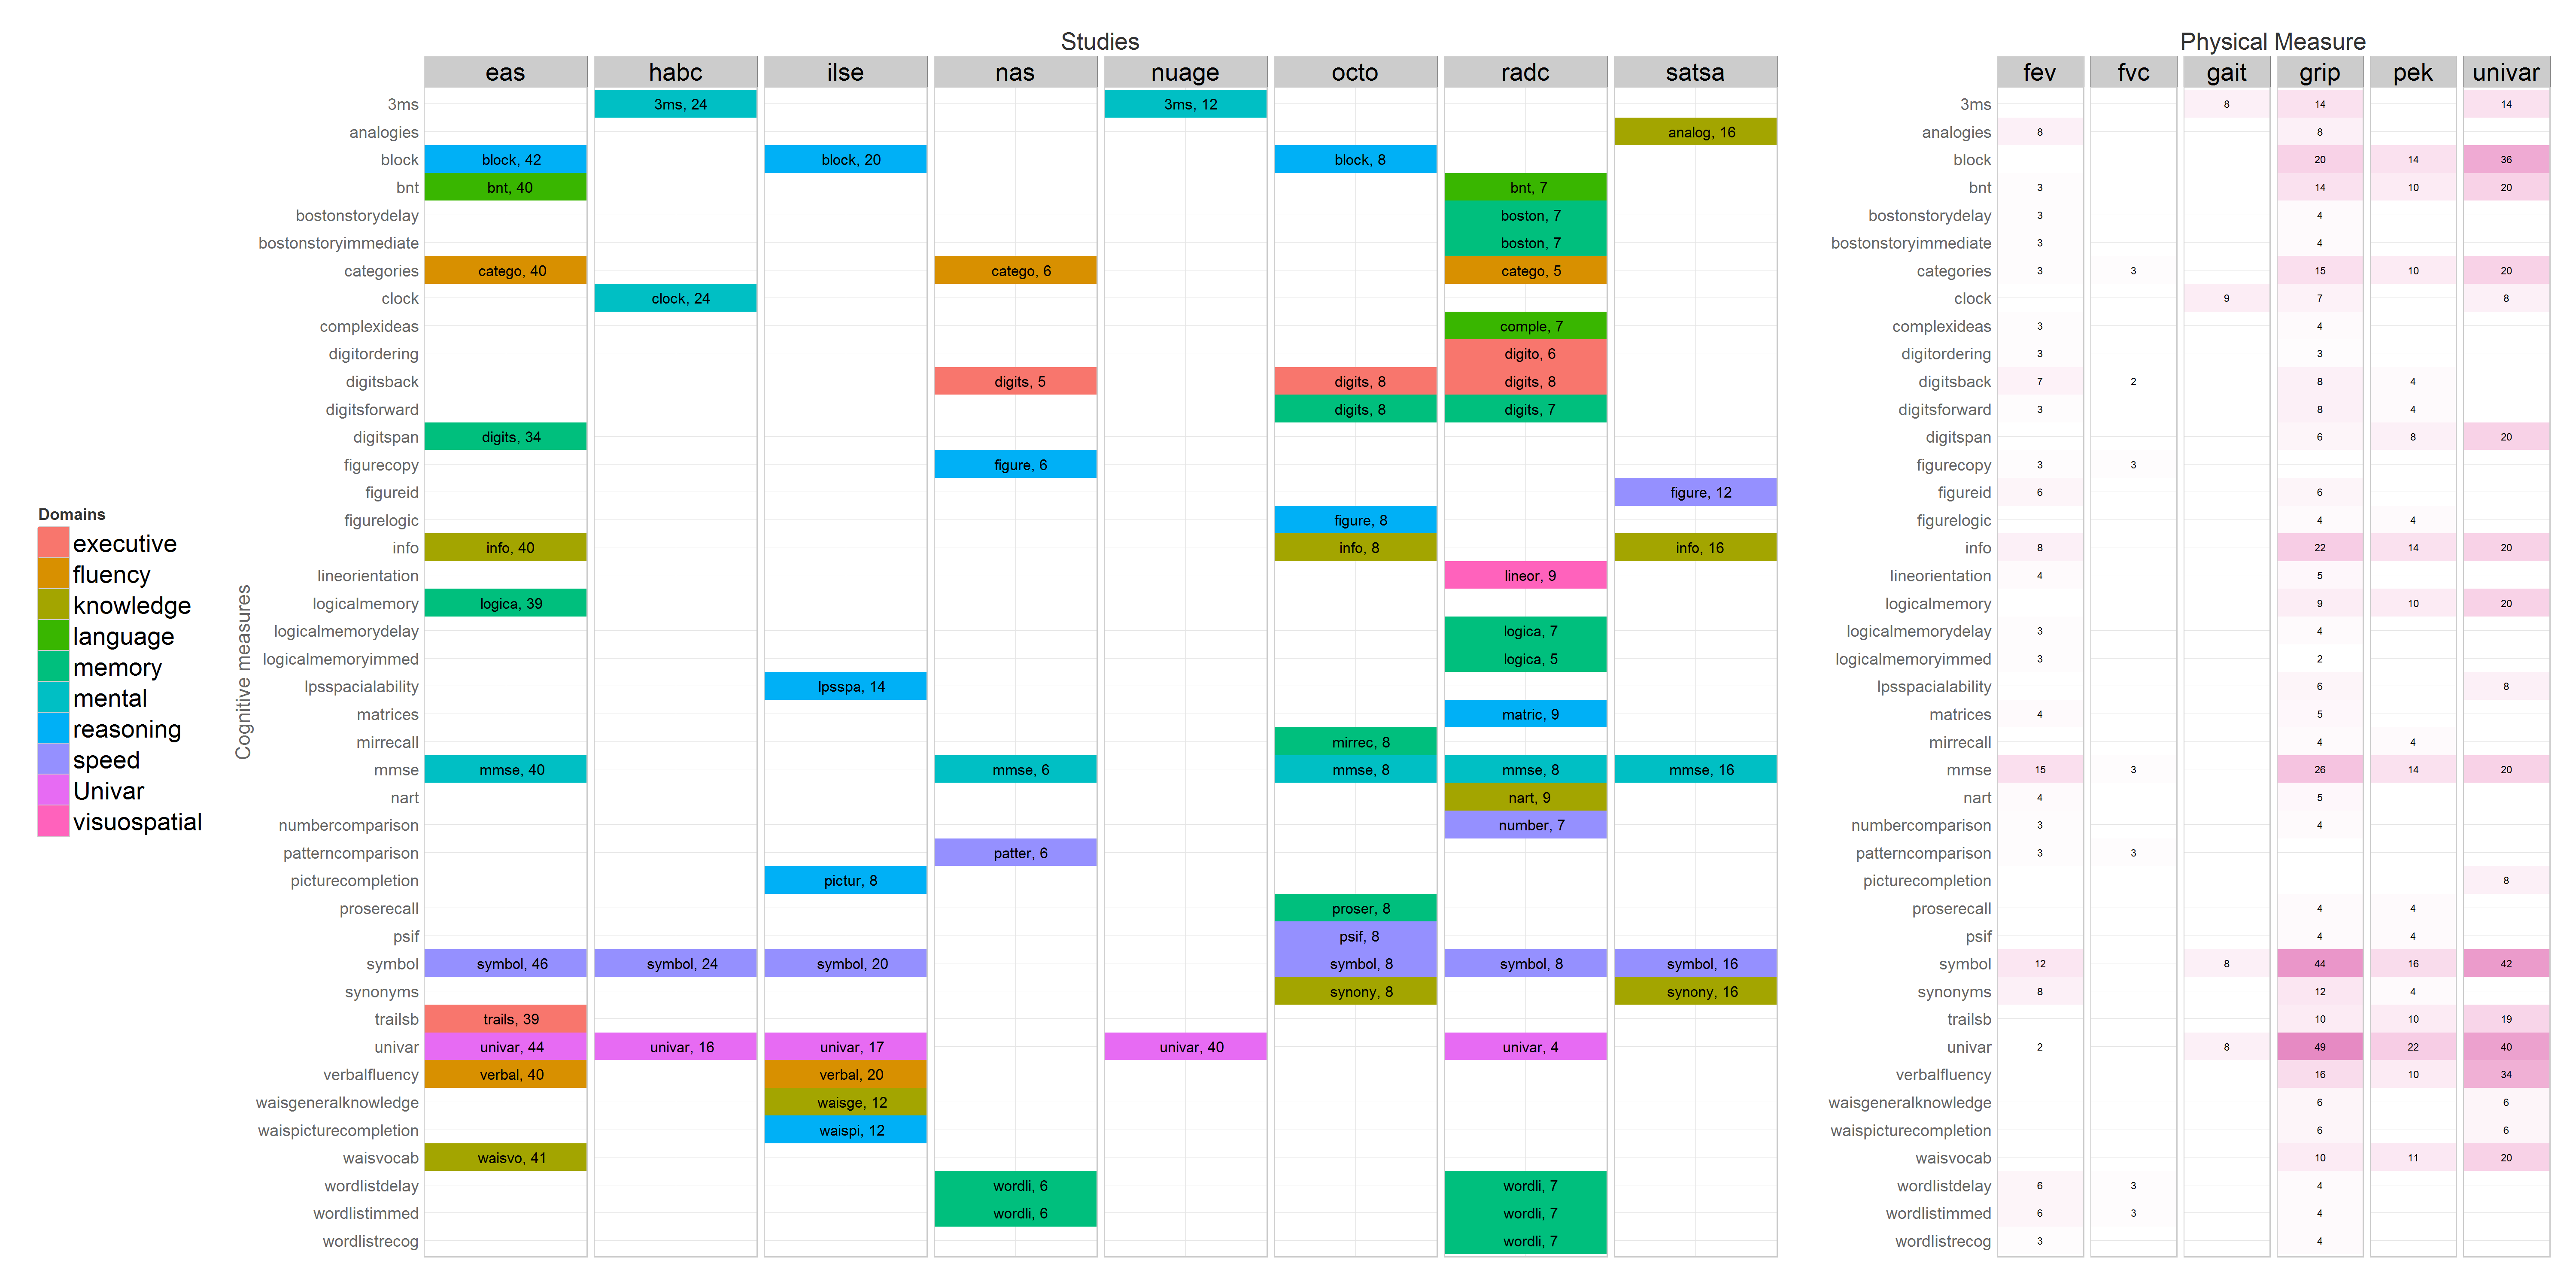 Studies Physical Measure
eas habc ilse nas nuage octo radc satsa fev fvc gait grip pek univar
3ms 3ms, 24 3ms, 12 3ms 8 14 14
analogies analog, 16 analogies 8 8
block block, 42 block, 20 block, 8 block 20 14 36
bnt bnt, 40 bnt, 7 bnt 3 14 10 20
bostonstorydelay boston, 7 bostonstorydelay 3 4
bostonstoryimmediate boston, 7 bostonstoryimmediate 3 4
categories catego, 40 catego, 6 catego, 5 categories 3 3 15 10 20
clock clock, 24 clock 9 7 8
complexideas comple, 7 complexideas 3 4
digitordering digito, 6 digitordering 3 3
digitsback digits, 5 digits, 8 digits, 8 digitsback 7 2 8 4
digitsforward digits, 8 digits, 7 digitsforward 3 8 4
digitspan digits, 34 digitspan 6 8 20
figurecopy figure, 6 figurecopy 3 3
figureid figure, 12 figureid 6 6
figurelogic figure, 8 figurelogic 4 4
info info, 40 info, 8 info, 16 info 8 22 14 20
lineorientation lineor, 9 lineorientation 4 5
logicalmemory logica, 39 logicalmemory 9 10 20
logicalmemorydelay logica, 7 logicalmemorydelay 3 4
logicalmemoryimmed logica, 5 logicalmemoryimmed 3 2
lpsspacialability lpsspa, 14 lpsspacialability 6 8
matrices matric, 9 matrices 4 5
mirrecall mirrec, 8 mirrecall 4 4
mmse mmse, 40 mmse, 6 mmse, 8 mmse, 8 mmse, 16 mmse 15 3 26 14 20
nart nart, 9 nart 4 5
numbercomparison number, 7 numbercomparison 3 4
patterncomparison patter, 6 patterncomparison 3 3
picturecompletion pictur, 8 picturecompletion 8
proserecall proser, 8 proserecall 4 4
psif psif, 8 psif 4 4
symbol symbol, 46 symbol, 24 symbol, 20 symbol, 8 symbol, 8 symbol, 16 symbol 12 8 44 16 42
synonyms synony, 8 synony, 16 synonyms 8 12 4
trailsb trails, 39 trailsb 10 10 19
univar univar, 44 univar, 16 univar, 17 univar, 40 univar, 4 univar 2 8 49 22 40
verbalfluency verbal, 40 verbal, 20 verbalfluency 16 10 34
waisgeneralknowledge waisge, 12 waisgeneralknowledge 6 6
waispicturecompletion waispi, 12 waispicturecompletion 6 6
waisvocab waisvo, 41 waisvocab 10 11 20
wordlistdelay wordli, 6 wordli, 7 wordlistdelay 6 3 4
wordlistimmed wordli, 6 wordli, 7 wordlistimmed 6 3 4
wordlistrecog wordli, 7 wordlistrecog 3 4
Cognitive measures
Domains
executive
fluency
knowledge
language
memory
mental
reasoning
speed
Univar
visuospatial